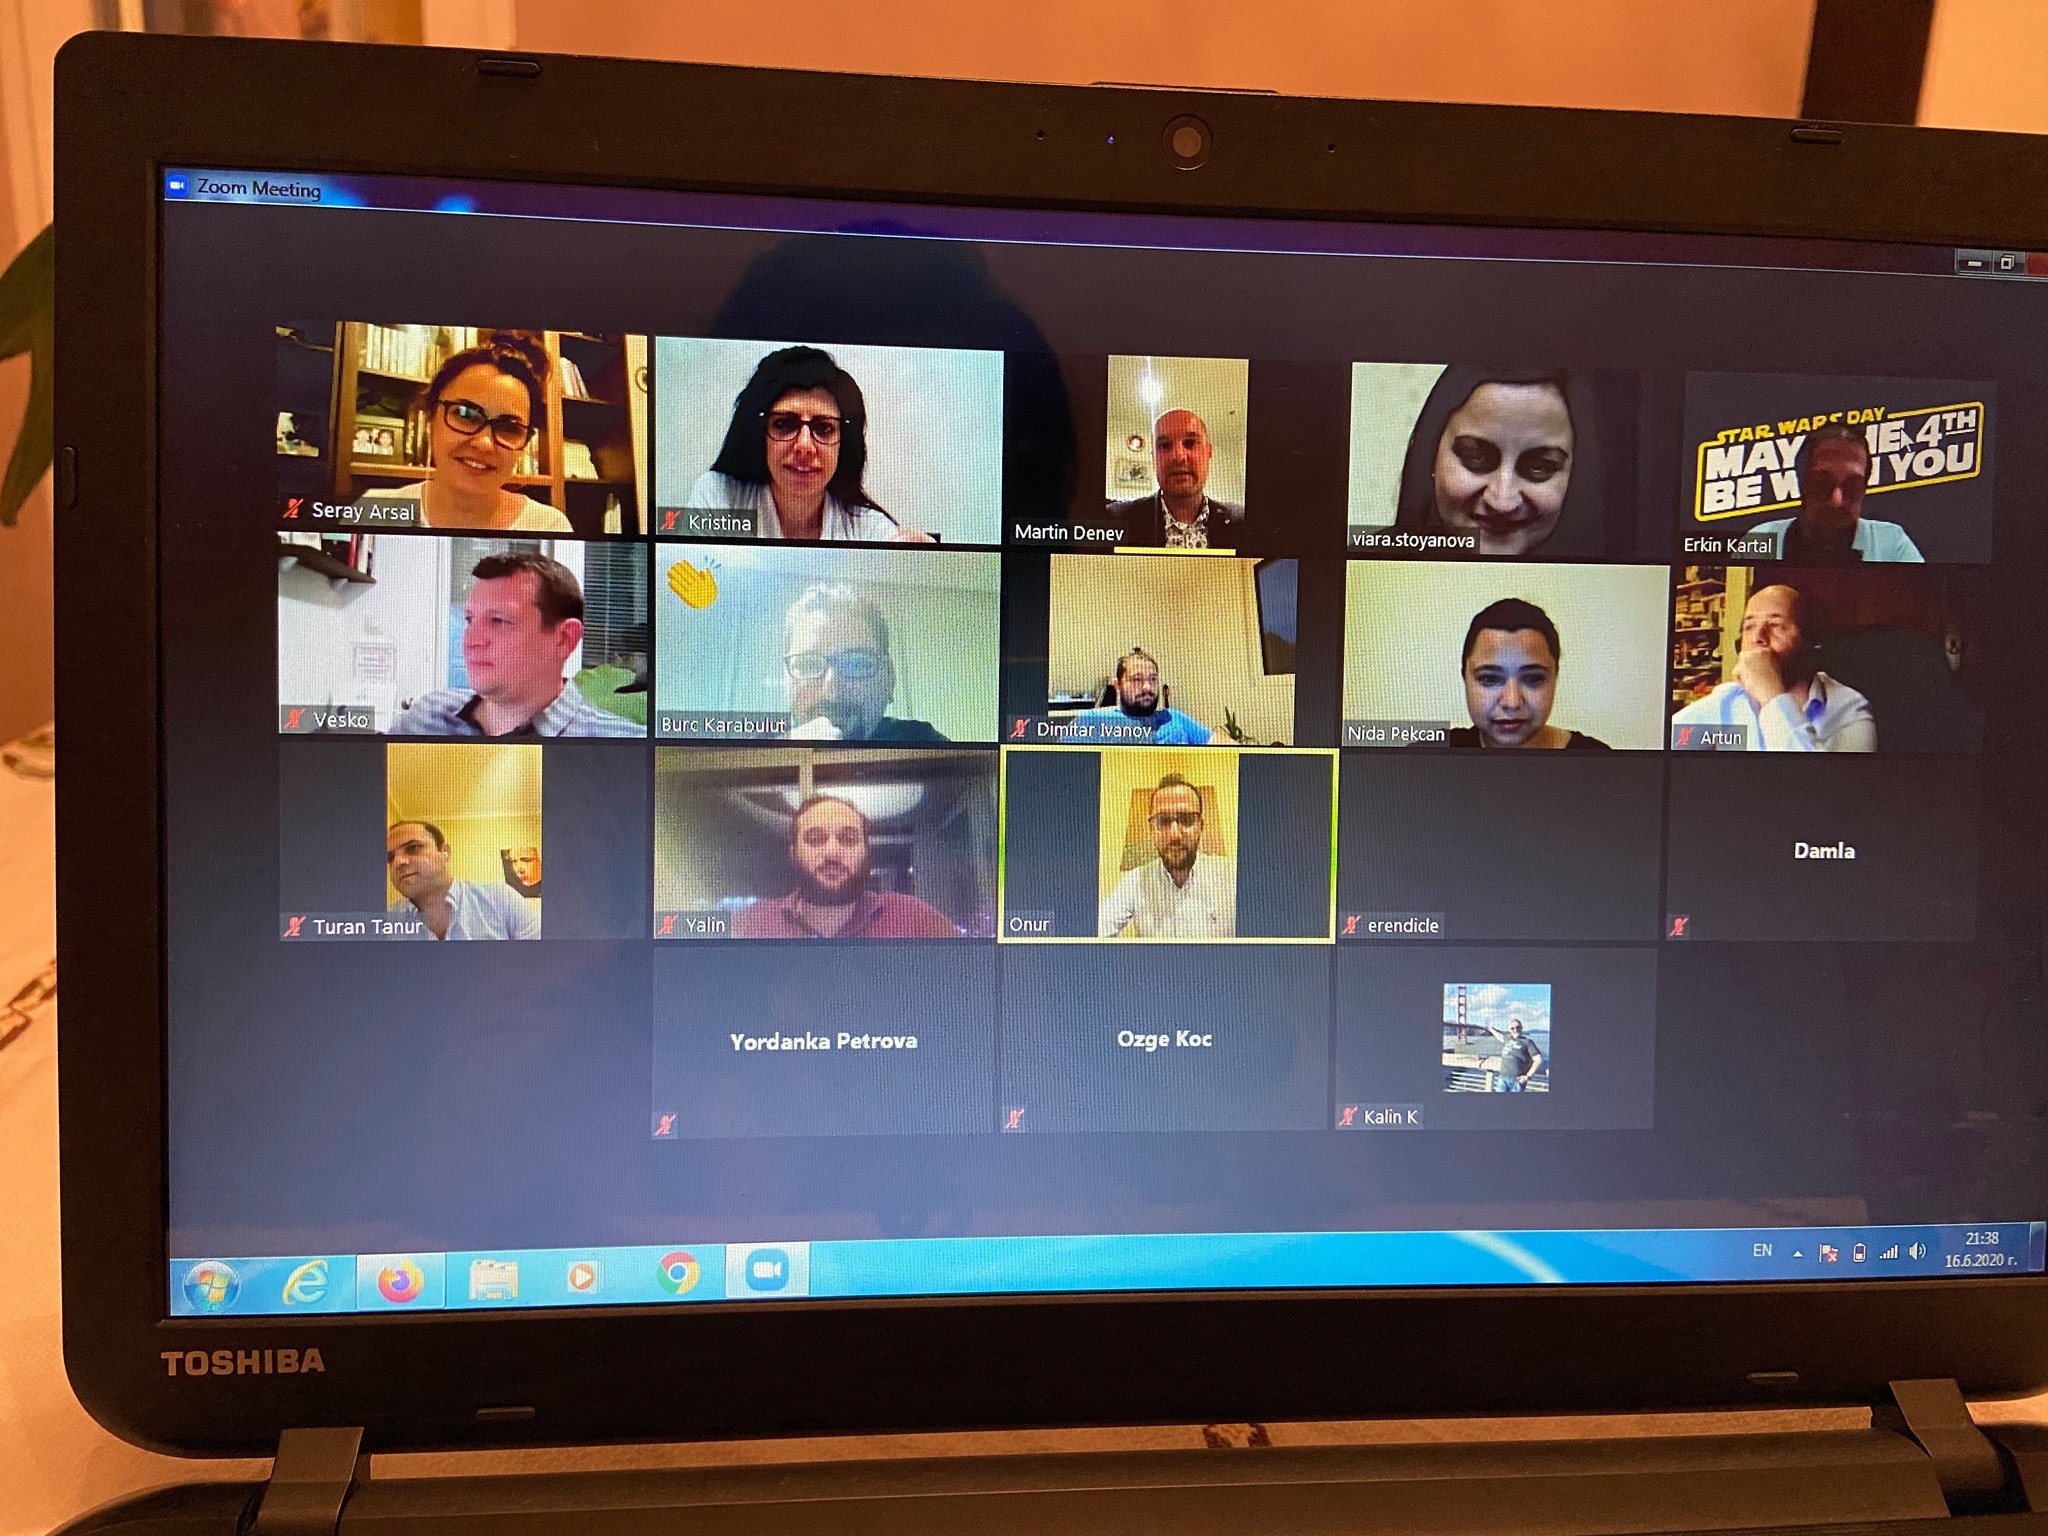 Zoom Meeting
Seray Arsal
Kristina
Martin Denev
viara.stoyanova
STAR WARS DAY
MAY THE 4TH
BE WITH YOU
Erkin Kartal
Vesko
Burc Karabulut
Dimitar Ivanov
Nida Pekcan
Artun
Turan Tanur
Yalin
Onur
erendicle
Damla
Yordanka Petrova
Ozge Koc
Kalin K
EN
21:38
16.6.2020 г.
TOSHIBA